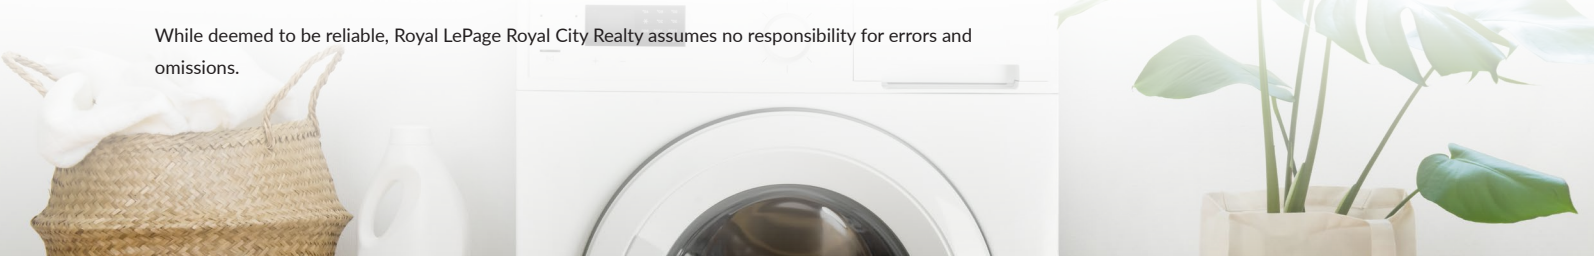 While deemed to be reliable, Royal LePage Royal City Realty assumes no responsibility for errors and
omissions.